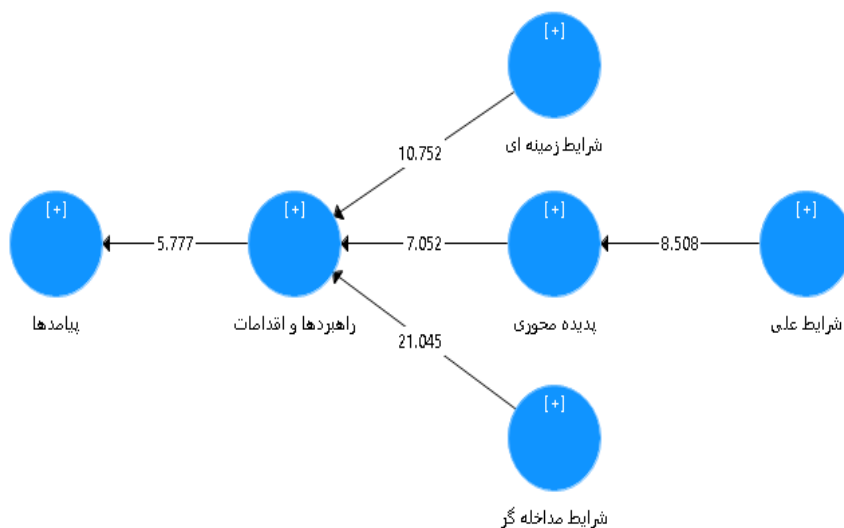 [+]
شرایط زمینه ای
10.752
[+]
شرایط علی
8.508
[+]
پدیده محوری
7.052
[+]
راهبردها و اقدامات
5.777
[+]
پیامدها
21.045
[+]
شرایط مداخله گر